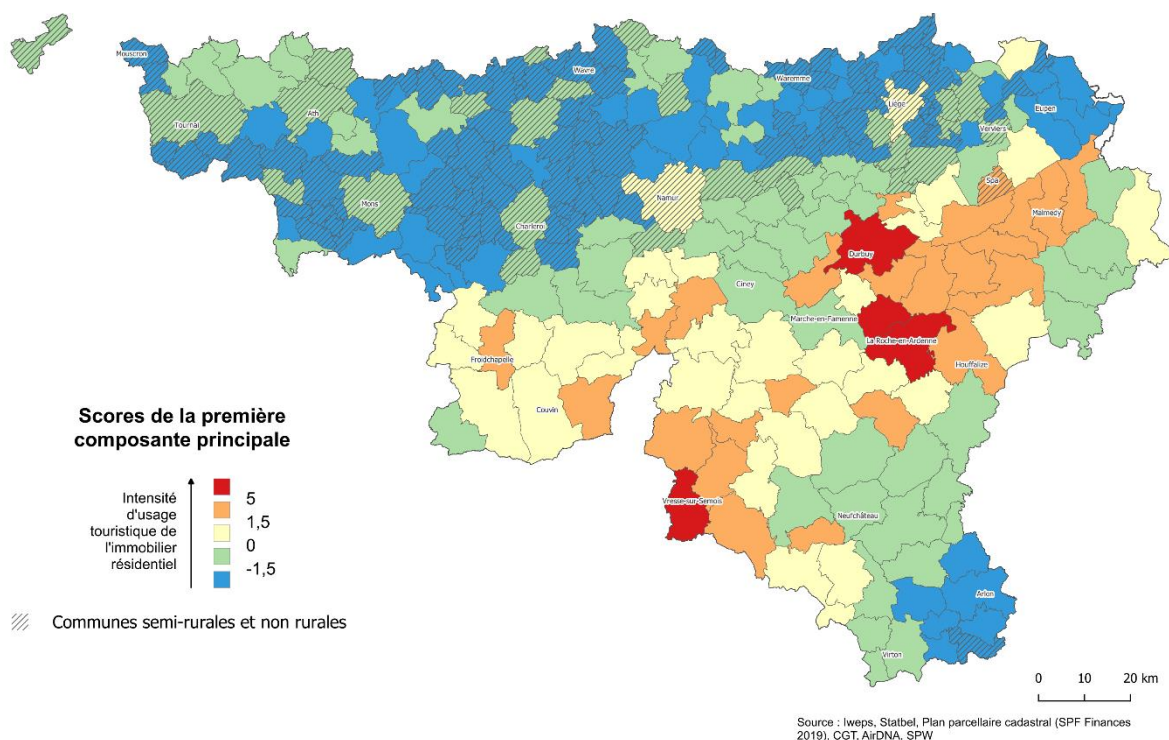 Mouscron
Wavre
Waremme
Liège
Eupen
Tournai
Ath
Verviers
Spa
Mons
Namur
Malmedy
Charleroi
Durbuy
Ciney
Marche-en-Famenne
La Roche-en-Ardenne
Froidchapelle
Houffalize
Couvin
Vresse-sur-Semois
Neufchâteau
Arlon
Virton
Scores de la première
composante principale
Intensité
d'usage
touristique de
l'immobilier
résidentiel
5
1,5
0
-1,5
Communes semi-rurales et non rurales
0 10 20 km
Source : Iweps, Statbel, Plan parcellaire cadastral (SPF Finances
2019), CGT, AirDNA, SPW